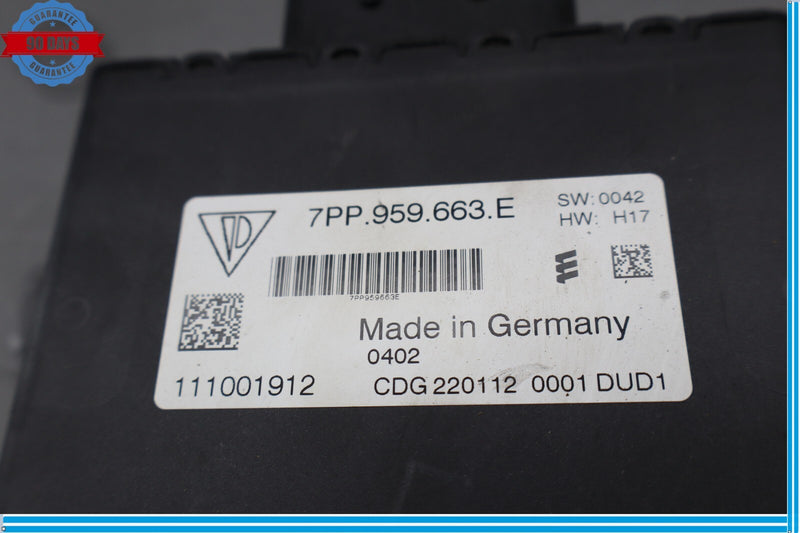 GUARANTEE
90 DAYS
GUARANTEE
7PP.959.663.E
SW:0042
HW: H17
7PP959663E
Made in Germany
0402
111001912
CDG 220112 0001 DUD1